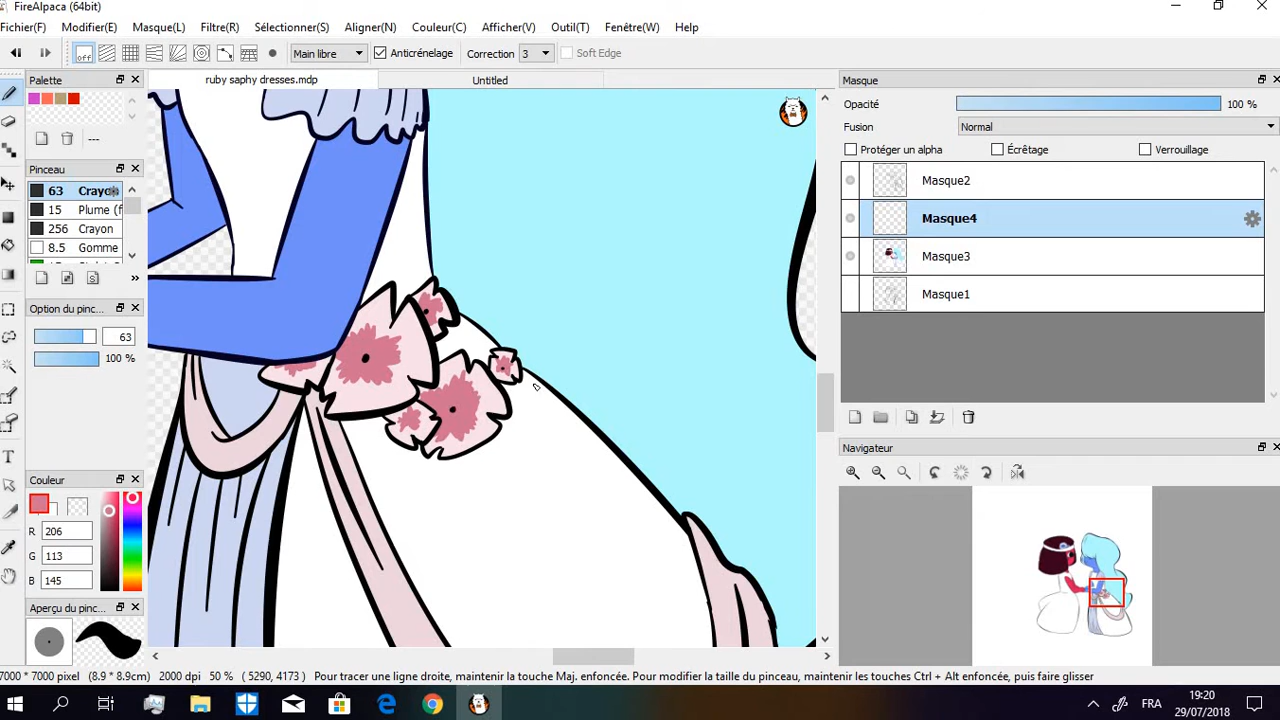 FireAlpaca (64bit)
Fichier(F) Modifier(E) Masque(L) Filtre(R) Sélectionner(S) Aligner(N) Couleur(C) Afficher(V) Outil(T) Fenêtre(W) Help
off Main libre Anticrénelage Correction 3 Soft Edge
Palette
ruby saphy dresses.mdp Untitled
Masque
Opacité 100 %
Fusion Normal
Protéger un alpha Écrêtage Verrouillage
---
Pinceau
63 Crayon
15 Plume (f
256 Crayon
8.5 Gomme
Masque2
Masque4
Masque3
Masque1
Option du pinc...
63
100 %
Navigateur
Couleur
R 206
G 113
B 145
Aperçu du pinc...
7000 * 7000 pixel (8.9 * 8.9cm) 2000 dpi 50 % ( 5290, 4173 ) Pour tracer une ligne droite, maintenir la touche Maj. enfoncée. Pour modifier la taille du pinceau, maintenir les touches Ctrl + Alt enfoncée, puis faire glisser
FRA
19:20
29/07/2018